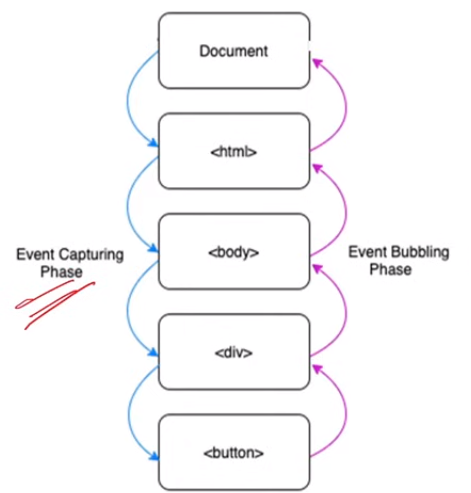 Document
<html>
<body>
Event Capturing
Phase
Event Bubbling
Phase
<div>
<button>